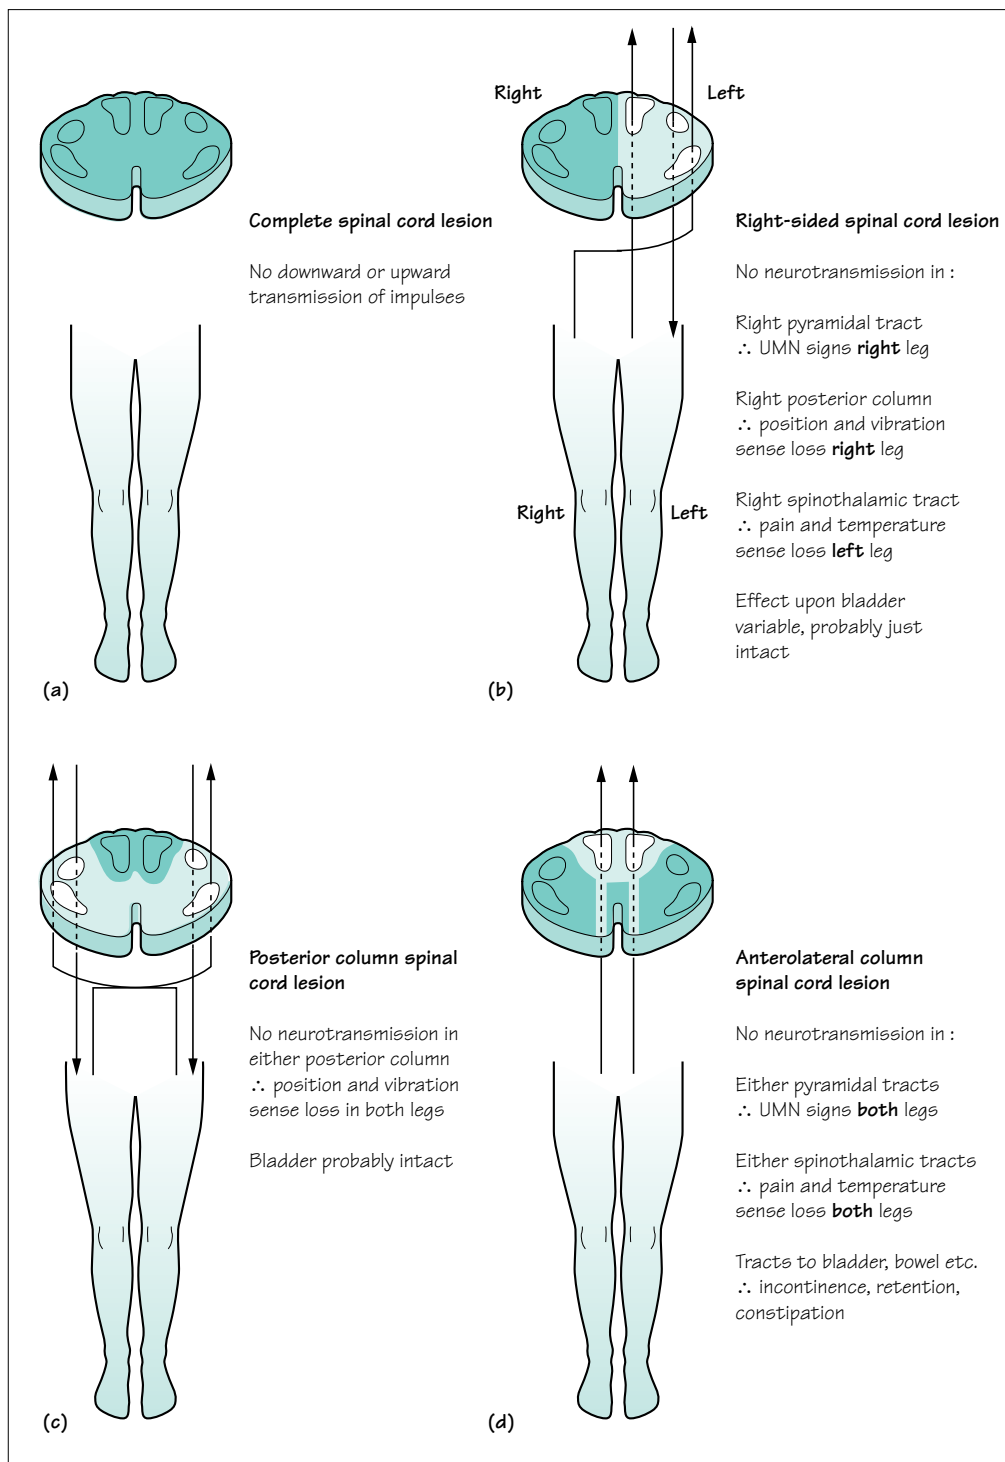 Complete spinal cord lesion
No downward or upward
transmission of impulses
(a)
Right
Left
Right
Left
Right-sided spinal cord lesion
No neurotransmission in :
Right pyramidal tract
∴ UMN signs right leg
Right posterior column
∴ position and vibration
sense loss right leg
Right spinothalamic tract
∴ pain and temperature
sense loss left leg
Effect upon bladder
variable, probably just
intact
(b)
Posterior column spinal
cord lesion
No neurotransmission in
either posterior column
∴ position and vibration
sense loss in both legs
Bladder probably intact
(c)
Anterolateral column
spinal cord lesion
No neurotransmission in :
Either pyramidal tracts
∴ UMN signs both legs
Either spinothalamic tracts
∴ pain and temperature
sense loss both legs
Tracts to bladder, bowel etc.
∴ incontinence, retention,
constipation
(d)